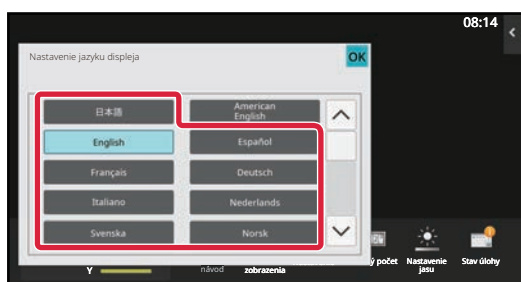 08:14
Nastavenie jazyku displeja
OK
日本語
American
English
English
Español
Français
Deutsch
Italiano
Nederlands
Svenska
Norsk
ý počet
Nastavenie
jasu
Stav úlohy
Y
návod
zobrazenia